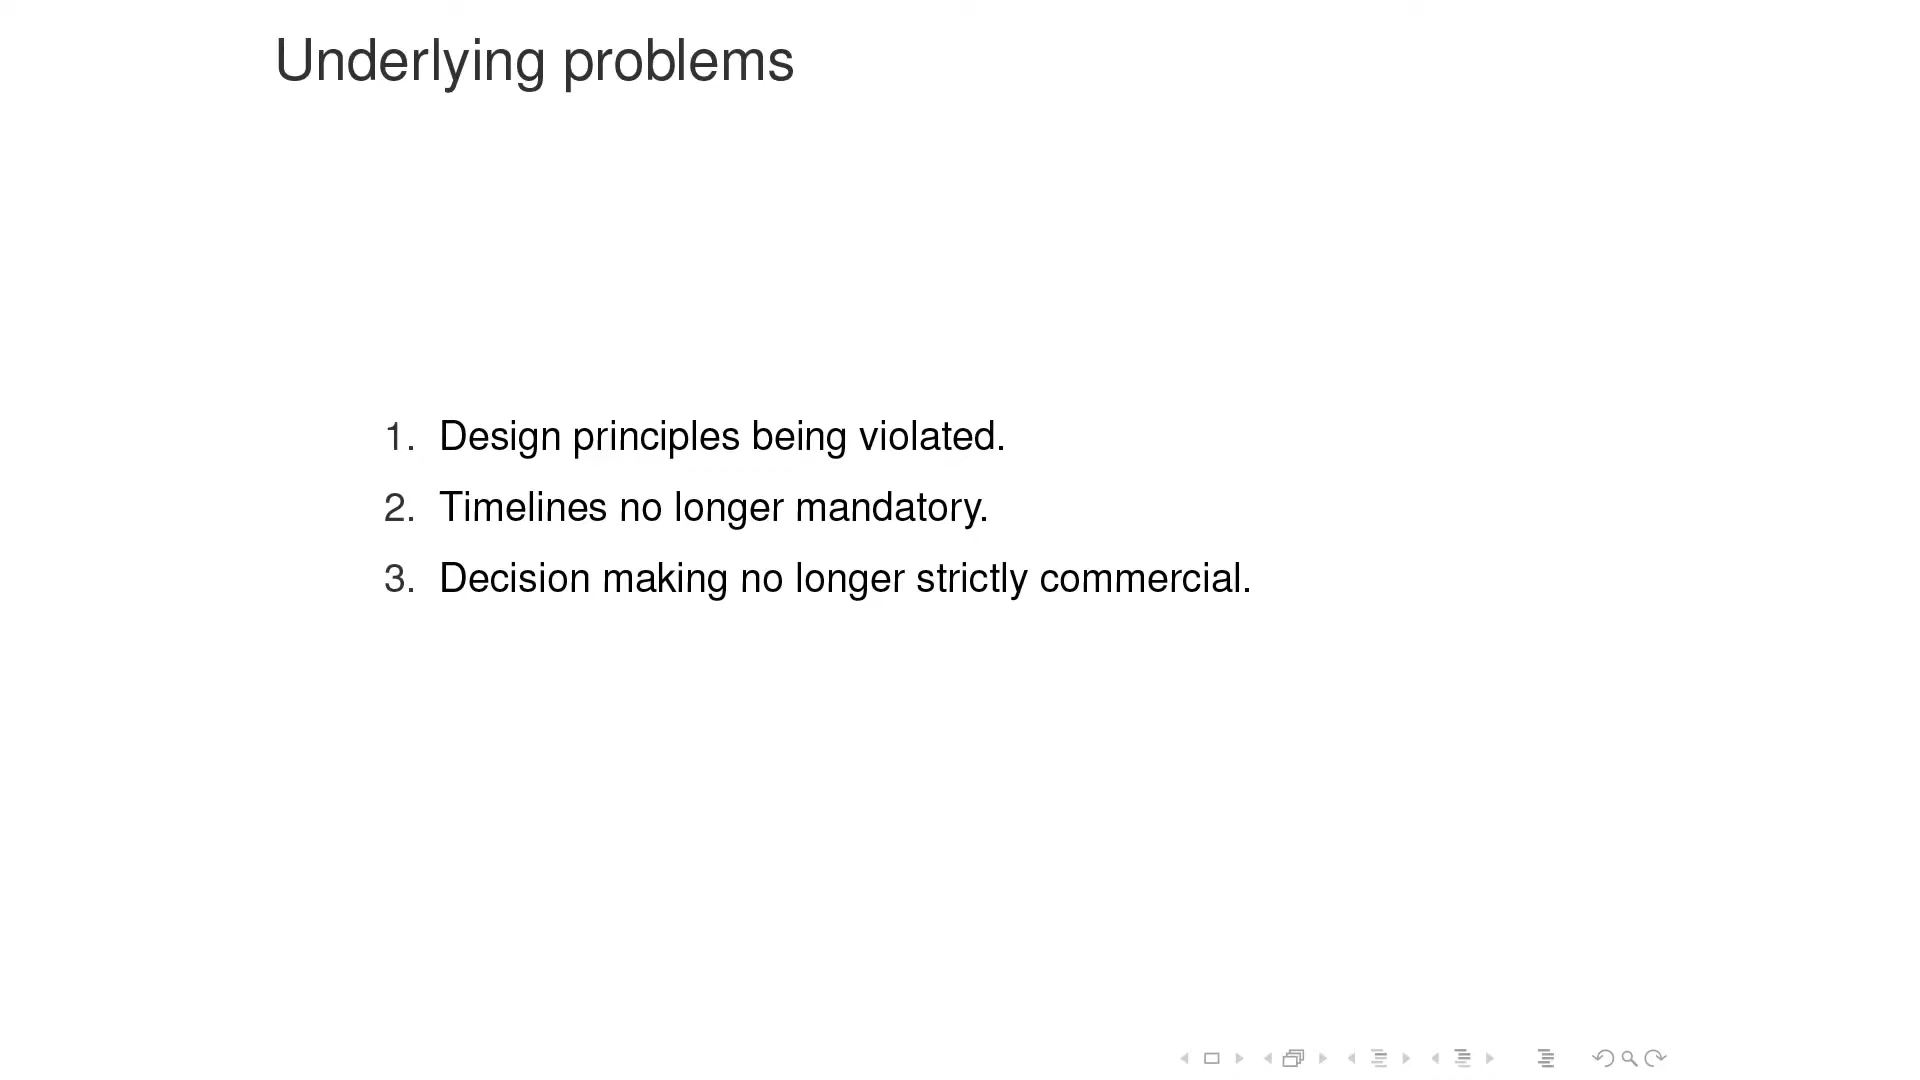 Underlying problems
1. Design principles being violated.
2. Timelines no longer mandatory.
3. Decision making no longer strictly commercial.